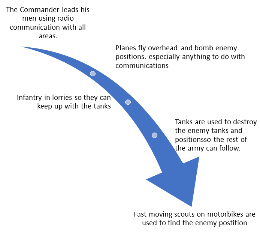 The Commander leads his
men using radio
communication with all
areas.
Planes fly overhead and bomb enemy
positions, especially anything to do with
communications
Infantry in lorries so they can
keep up with the tanks
Tanks are used to destroy
the enemy tanks and
positionsso the rest of
the army can follow.
Fast moving scouts on motorbikes are
used to find the enemy postition